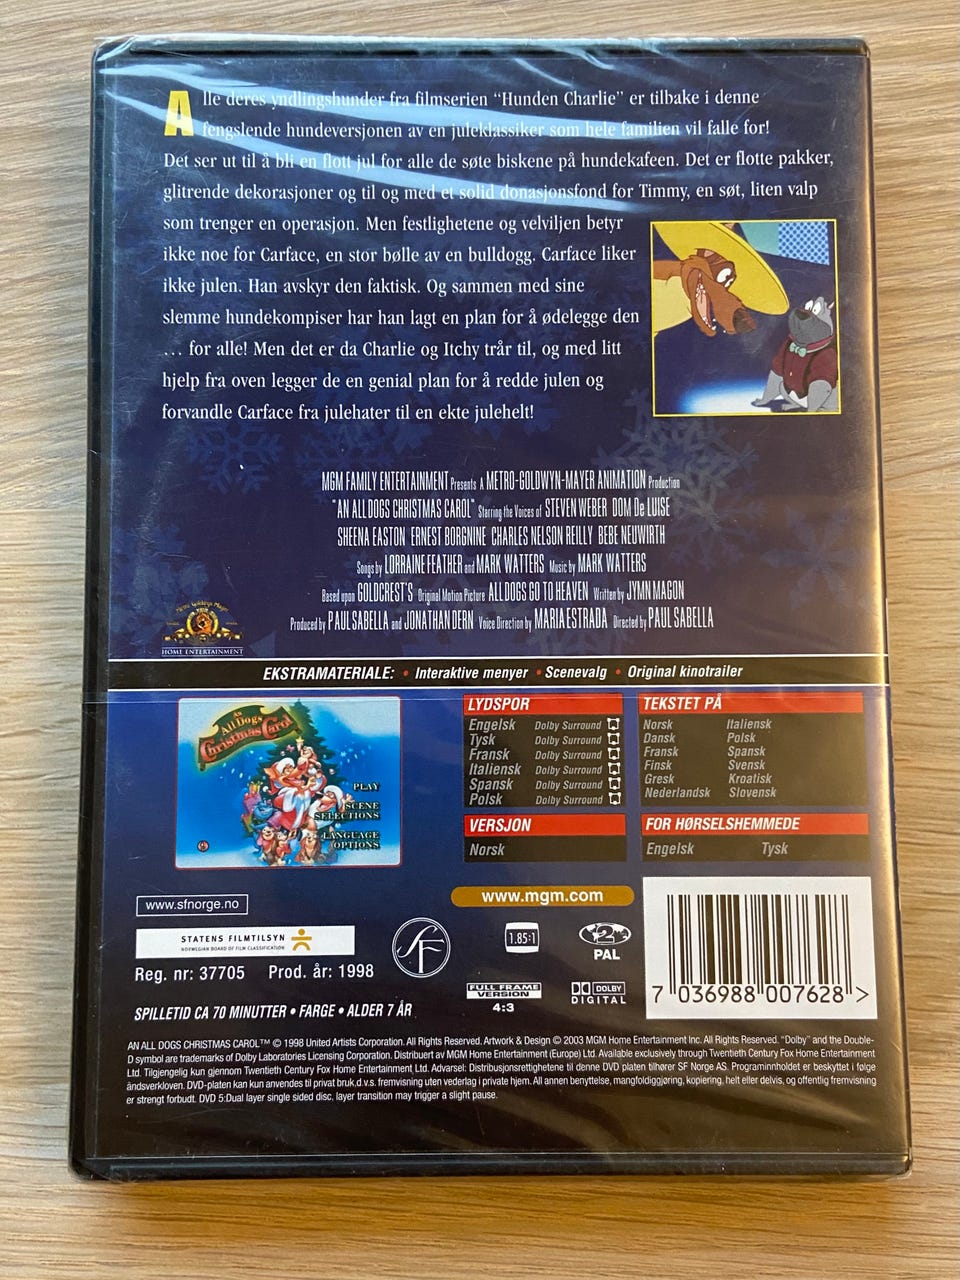 Alle deres yndlingshunder fra filmserien “Hunden Charlie” er tilbake i denne
fengslende hundeversjonen av en juleklassiker som hele familien vil falle for!
Det ser ut til å bli en flott jul for alle de søte biskene på hundekafeen. Det er flotte pakker,
glitrende dekorasjoner og til og med et solid donasjonsfond for Timmy, en søt, liten valp
som trenger en operasjon. Men festlighetene og velviljen betyr
ikke noe for Carface, en stor bølle av en bulldogg. Carface liker
ikke julen. Han avskyr den faktisk. Og sammen med sine
slemme hundekompiser har han lagt en plan for å ødelegge den
… for alle! Men det er da Charlie og Itchy trår til, og med litt
hjelp fra oven legger de en genial plan for å redde julen og
forvandle Carface fra julehater til en ekte julehelt!
MGM FAMILY ENTERTAINMENT Presents A METRO-GOLDWYN-MAYER ANIMATION Production
"AN ALL DOGS CHRISTMAS CAROL" Starring the Voices of STEVEN WEBER DOM De LUISE
SHEENA EASTON ERNEST BORGNINE CHARLES NELSON REILLY BEBE NEUWIRTH
Songs by LORRAINE FEATHER and MARK WATTERS Music by MARK WATTERS
Based upon GOLDCREST'S Original Motion Picture ALL DOGS GO TO HEAVEN Written by JYMN MAGON
Produced by PAUL SABELLA and JONATHAN DERN Voice Direction by MARIA ESTRADA Directed by PAUL SABELLA
HOME ENTERTAINMENT
EKSTRAMATERIALE: • Interaktive menyer • Scenevalg • Original kinotrailer
An
All Dogs
Christmas Carol
PLAY
SCENE
SELECTIONS
LANGUAGE
OPTIONS
LYDSPOR
Engelsk Dolby Surround
Tysk Dolby Surround
Fransk Dolby Surround
Italiensk Dolby Surround
Spansk Dolby Surround
Polsk Dolby Surround
TEKSTET PÅ
Norsk Italiensk
Dansk Polsk
Fransk Spansk
Finsk Svensk
Gresk Kroatisk
Nederlandsk Slovensk
VERSJON
Norsk
FOR HØRSELSHEMMEDE
Engelsk Tysk
www.sfnorge.no
www.mgm.com
STATENS FILMTILSYN
NORWEGIAN BOARD OF FILM CLASSIFICATION
Reg. nr: 37705 Prod. år: 1998
SF
1.85:1
2
PAL
FULL FRAME
VERSION
4:3
DOLBY
DIGITAL
7 036988 007628 >
SPILLETID CA 70 MINUTTER • FARGE • ALDER 7 ÅR
AN ALL DOGS CHRISTMAS CAROL™ © 1998 United Artists Corporation. All Rights Reserved. Artwork & Design © 2003 MGM Home Entertainment Inc. All Rights Reserved. "Dolby" and the Double-
D symbol are trademarks of Dolby Laboratories Licensing Corporation. Distribuert av MGM Home Entertainment (Europe) Ltd. Available exclusively through Twentieth Century Fox Home Entertainment
Ltd. Tilgjengelig kun gjennom Twentieth Century Fox Home Entertainment Ltd. Advarsel: Distribusjonsrettighetene til denne DVD platen tilhører SF Norge AS. Programinnholdet er beskyttet i følge
åndsverkloven. DVD-platen kan kun anvendes til privat bruk,d.v.s. fremvisning uten vederlag i private hjem. All annen benyttelse, mangfoldiggjøring, kopiering, helt eller delvis, og offentlig fremvisning
er strengt forbudt. DVD 5:Dual layer single sided disc, layer transition may trigger a slight pause.